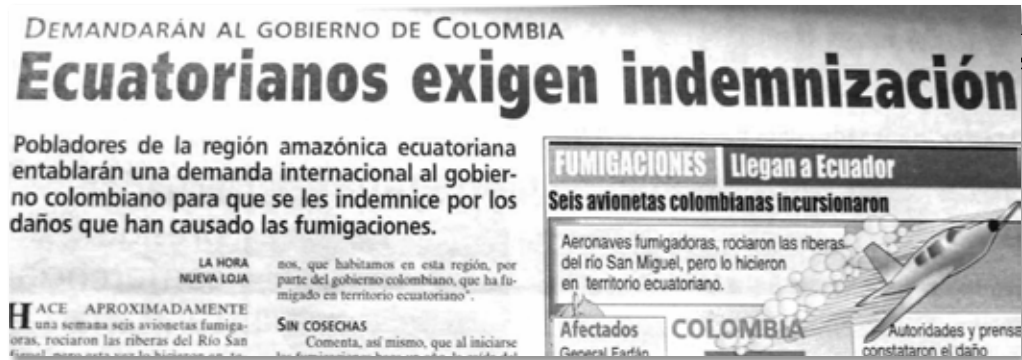 DEMANDARÁN AL GOBIERNO DE COLOMBIA
Ecuatorianos exigen indemnización
Pobladores de la región amazónica ecuatoriana
entablarán una demanda internacional al gobier-
no colombiano para que se les indemnice por los
daños que han causado las fumigaciones.
LA HORA
NUEVA LOJA
HACE APROXIMADAMENTE
una semana seis avionetas fumiga-
oras, rociaron las riberas del Río San
nos, que habitamos en esta región, por
parte del gobierno colombiano, que ha fu-
migado en territorio ecuatoriano".
SIN COSECHAS
Comenta, así mismo, que al iniciarse
FUMIGACIONES Llegan a Ecuador
Seis avionetas colombianas incursionaron
Aeronaves fumigadoras, rociaron las riberas
del río San Miguel, pero lo hicieron
en territorio ecuatoriano.
Afectados
General Farfán
COLOMBIA
Autoridades y prensa
constataron el daño